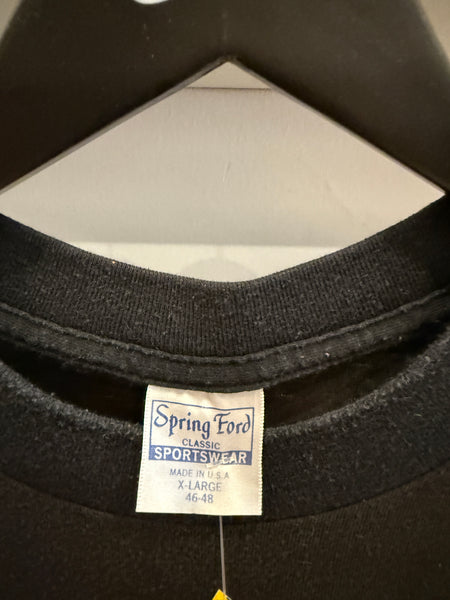 Spring Ford
CLASSIC
SPORTSWEAR
MADE IN U.S.A
X-LARGE
46-48